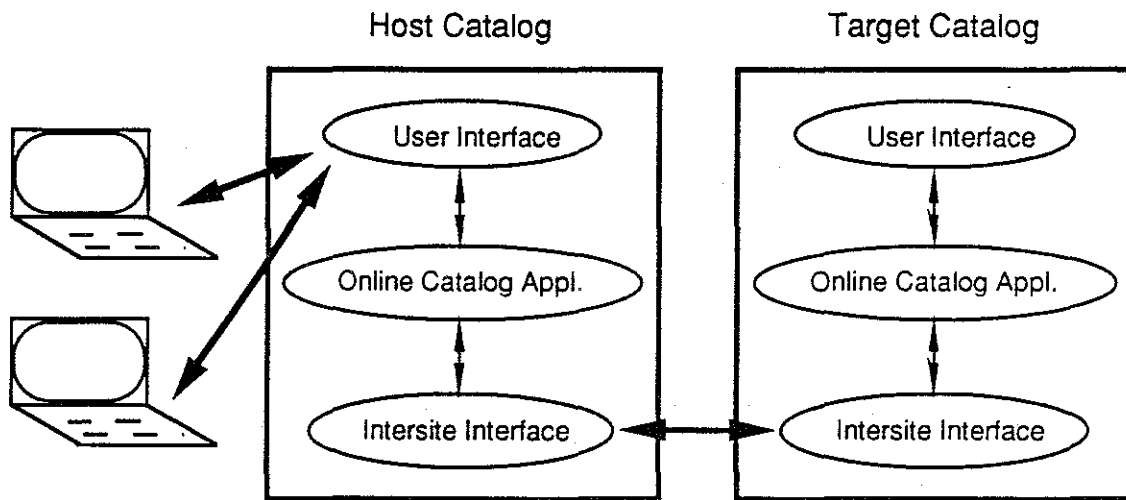 Host Catalog
Target Catalog
User Interface
User Interface
Online Catalog Appl.
Online Catalog Appl.
Intersite Interface
Intersite Interface